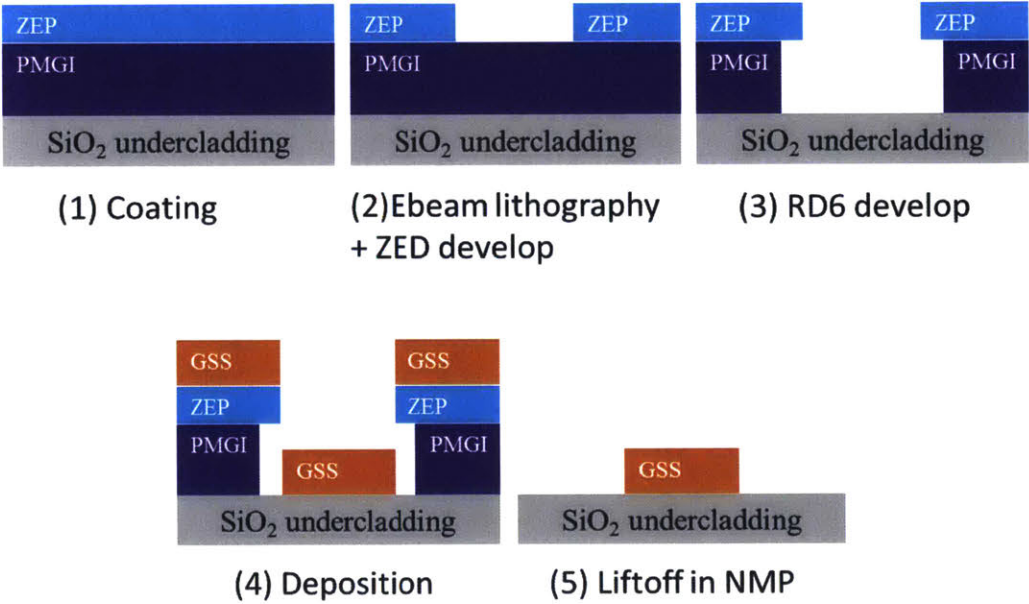 ZEP
PMGI
SiO₂ undercladding
(1) Coating
ZEP ZEP
PMGI
SiO₂ undercladding
(2)Ebeam lithography
+ ZED develop
ZEP ZEP
PMGI PMGI
SiO₂ undercladding
(3) RD6 develop
GSS GSS
ZEP ZEP
PMGI PMGI
GSS
SiO₂ undercladding
(4) Deposition
GSS
SiO₂ undercladding
(5) Liftoff in NMP